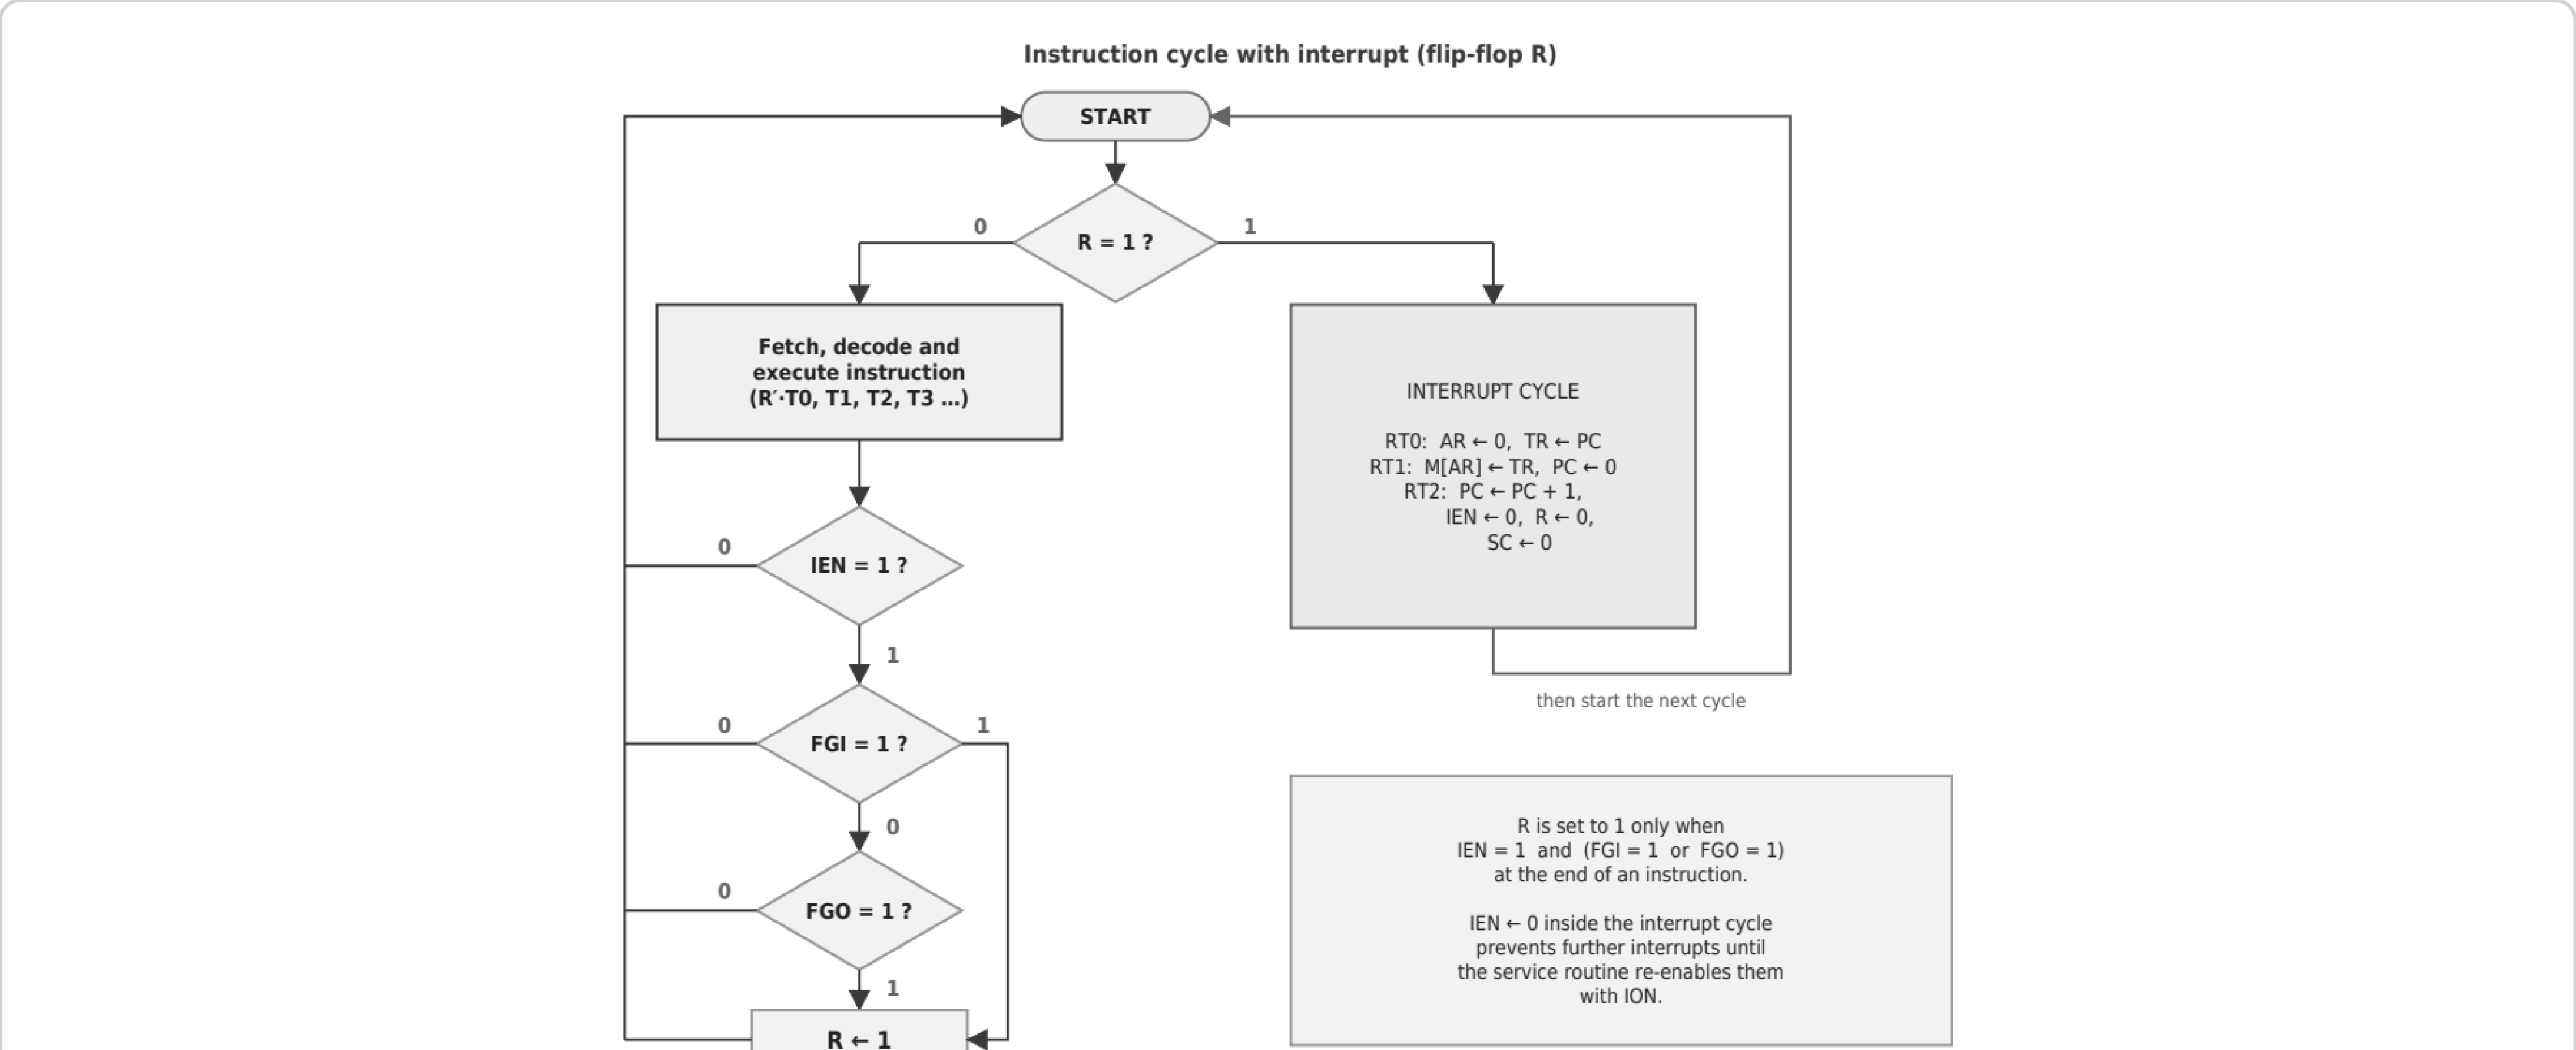 Instruction cycle with interrupt (flip-flop R)
START
0
R = 1 ?
1
Fetch, decode and
execute instruction
(R′·T0, T1, T2, T3 ...)
INTERRUPT CYCLE
RT0:  AR ← 0,  TR ← PC
RT1:  M[AR] ← TR,  PC ← 0
RT2:  PC ← PC + 1,
IEN ← 0,  R ← 0,
SC ← 0
then start the next cycle
0
IEN = 1 ?
1
0
FGI = 1 ?
1
0
0
FGO = 1 ?
1
R ← 1
R is set to 1 only when
IEN = 1  and  (FGI = 1  or  FGO = 1)
at the end of an instruction.
IEN ← 0 inside the interrupt cycle
prevents further interrupts until
the service routine re-enables them
with ION.